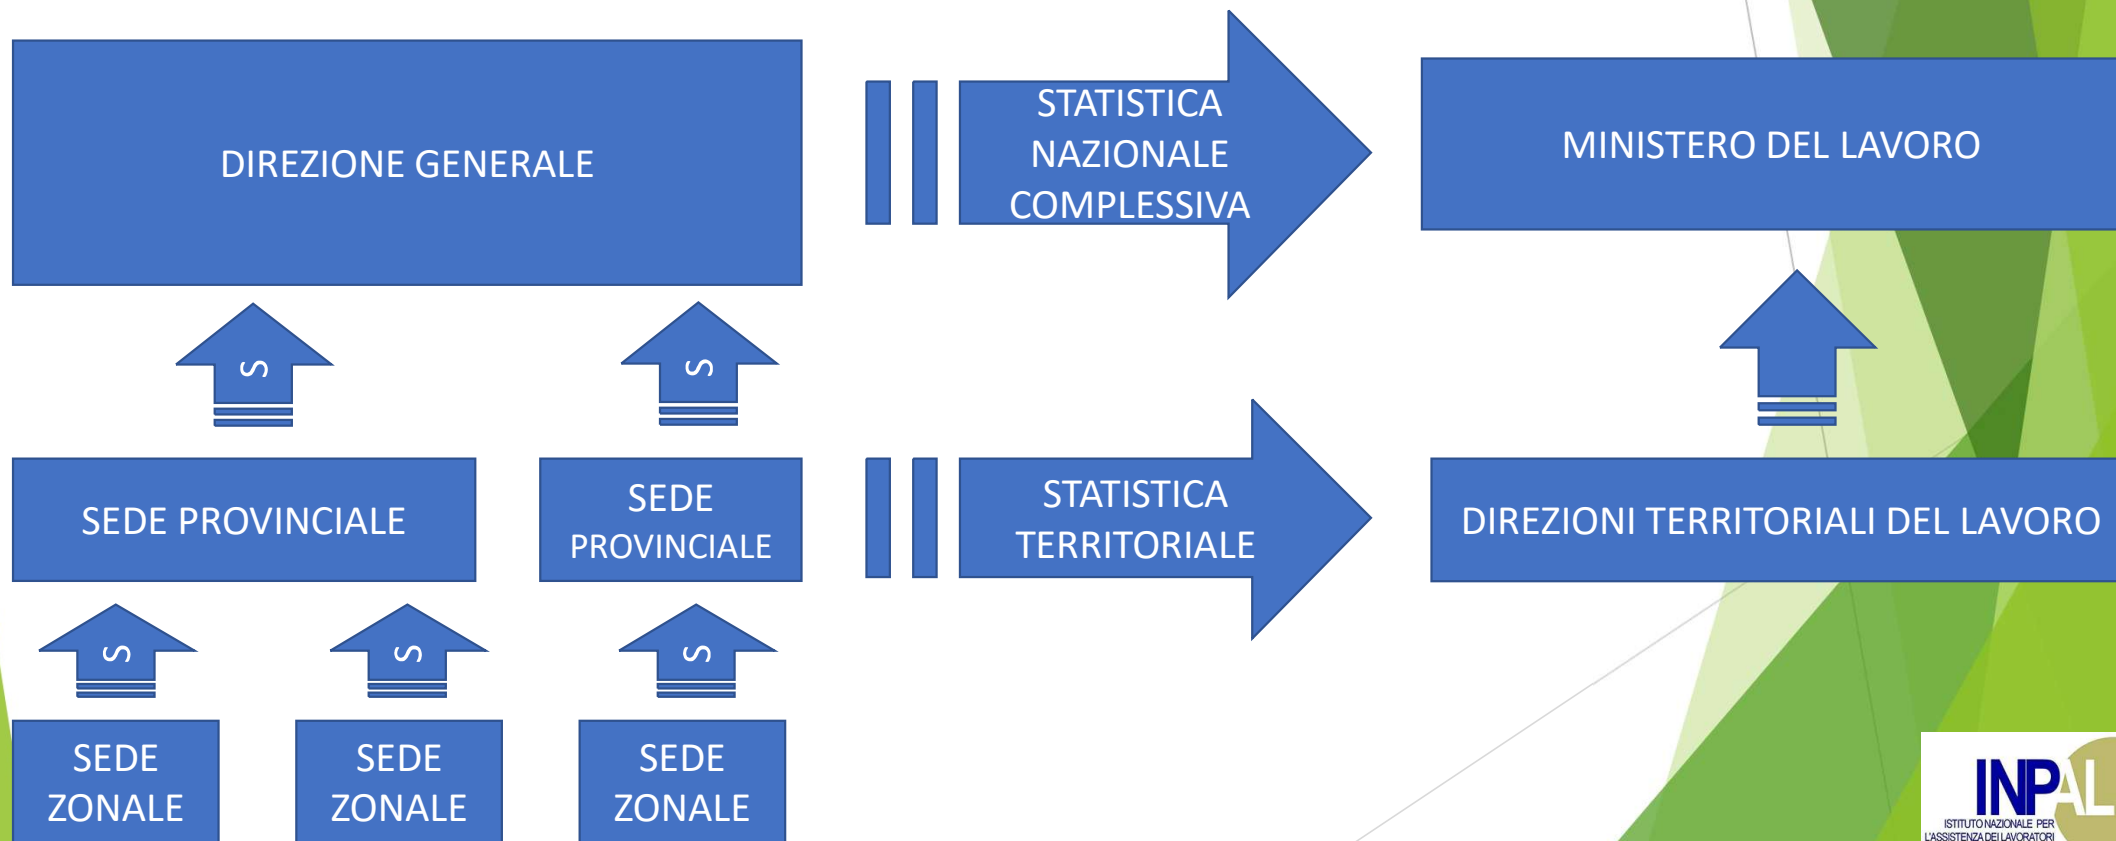 DIREZIONE GENERALE
STATISTICA
NAZIONALE
COMPLESSIVA
MINISTERO DEL LAVORO
S
S
SEDE PROVINCIALE
SEDE
PROVINCIALE
STATISTICA
TERRITORIALE
DIREZIONI TERRITORIALI DEL LAVORO
S
S
S
SEDE
ZONALE
SEDE
ZONALE
SEDE
ZONALE
INPAL
ISTITUTO NAZIONALE PER
L'ASSISTENZA DEI LAVORATORI